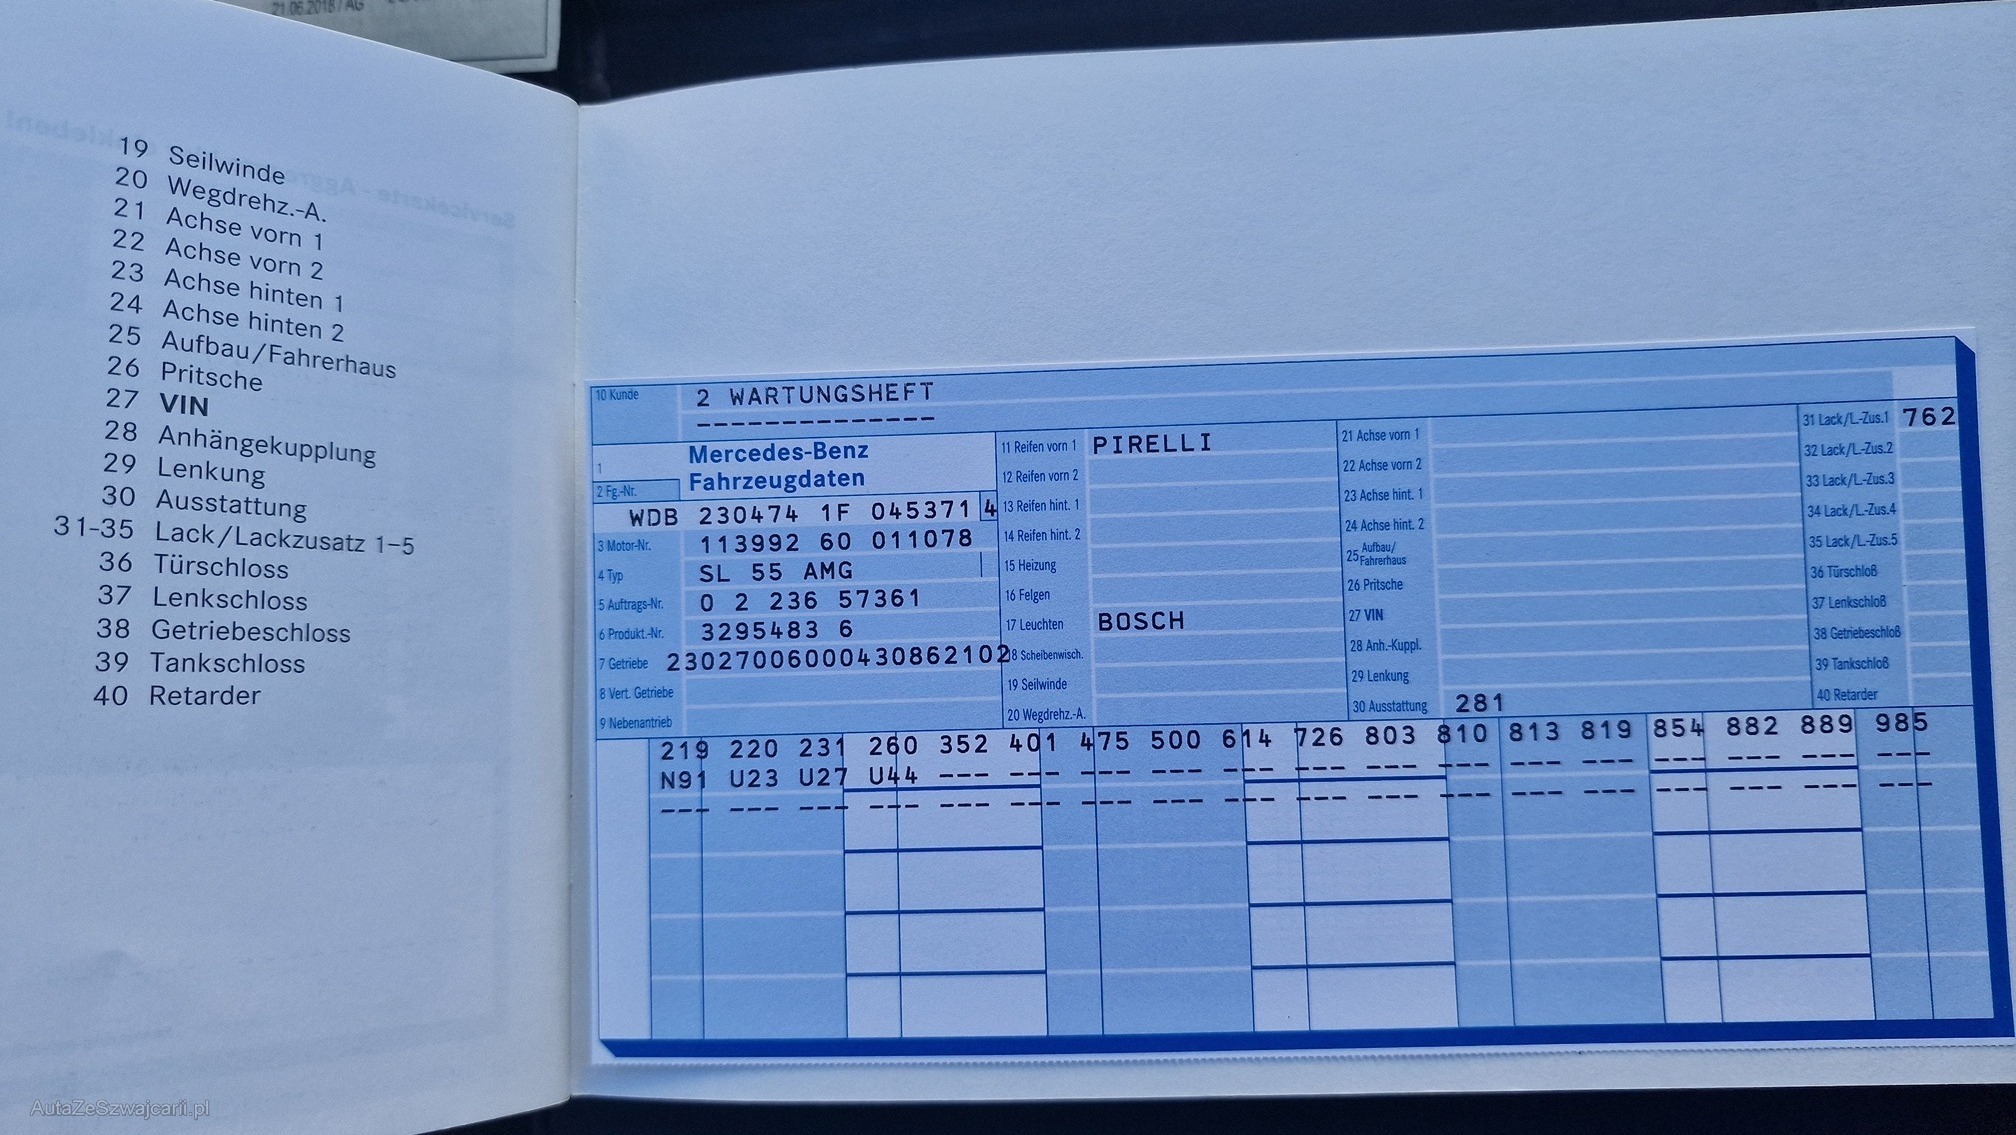 21.06.2018/AG
19 Seilwinde
20 Wegdrehz.-A.
21 Achse vorn 1
22 Achse vorn 2
23 Achse hinten 1
24 Achse hinten 2
25 Aufbau/Fahrerhaus
26 Pritsche
27 VIN
28 Anhängekupplung
29 Lenkung
30 Ausstattung
31-35 Lack/Lackzusatz 1-5
36 Türschloss
37 Lenkschloss
38 Getriebeschloss
39 Tankschloss
40 Retarder
10 Kunde 2 WARTUNGSHEFT
--------------
1 Mercedes-Benz
Fahrzeugdaten
2 Fg.-Nr.
WDB 230474 1F 045371 4
3 Motor-Nr. 113992 60 011078
4 Typ SL 55 AMG
5 Auftrags-Nr. 0 2 236 57361
6 Produkt.-Nr. 3295483 6
7 Getriebe 23027006000430862102
8 Vert. Getriebe
9 Nebenantrieb
11 Reifen vorn 1 PIRELLI
12 Reifen vorn 2
13 Reifen hint. 1
14 Reifen hint. 2
15 Heizung
16 Felgen
17 Leuchten BOSCH
18 Scheibenwisch.
19 Seilwinde
20 Wegdrehz.-A.
21 Achse vorn 1
22 Achse vorn 2
23 Achse hint. 1
24 Achse hint. 2
25 Aufbau/
Fahrerhaus
26 Pritsche
27 VIN
28 Anh.-Kuppl.
29 Lenkung
30 Ausstattung 281
31 Lack/L.-Zus.1 762
32 Lack/L.-Zus.2
33 Lack/L.-Zus.3
34 Lack/L.-Zus.4
35 Lack/L.-Zus.5
36 Türschloß
37 Lenkschloß
38 Getriebeschloß
39 Tankschloß
40 Retarder
219 220 231 260 352 401 475 500 614 726 803 810 813 819 854 882 889 985
N91 U23 U27 U44 --- --- --- --- --- --- --- --- --- --- --- --- --- ---
--- --- --- --- --- --- --- --- --- --- --- --- --- --- --- --- --- ---
AutaZeSzwajcarii.pl